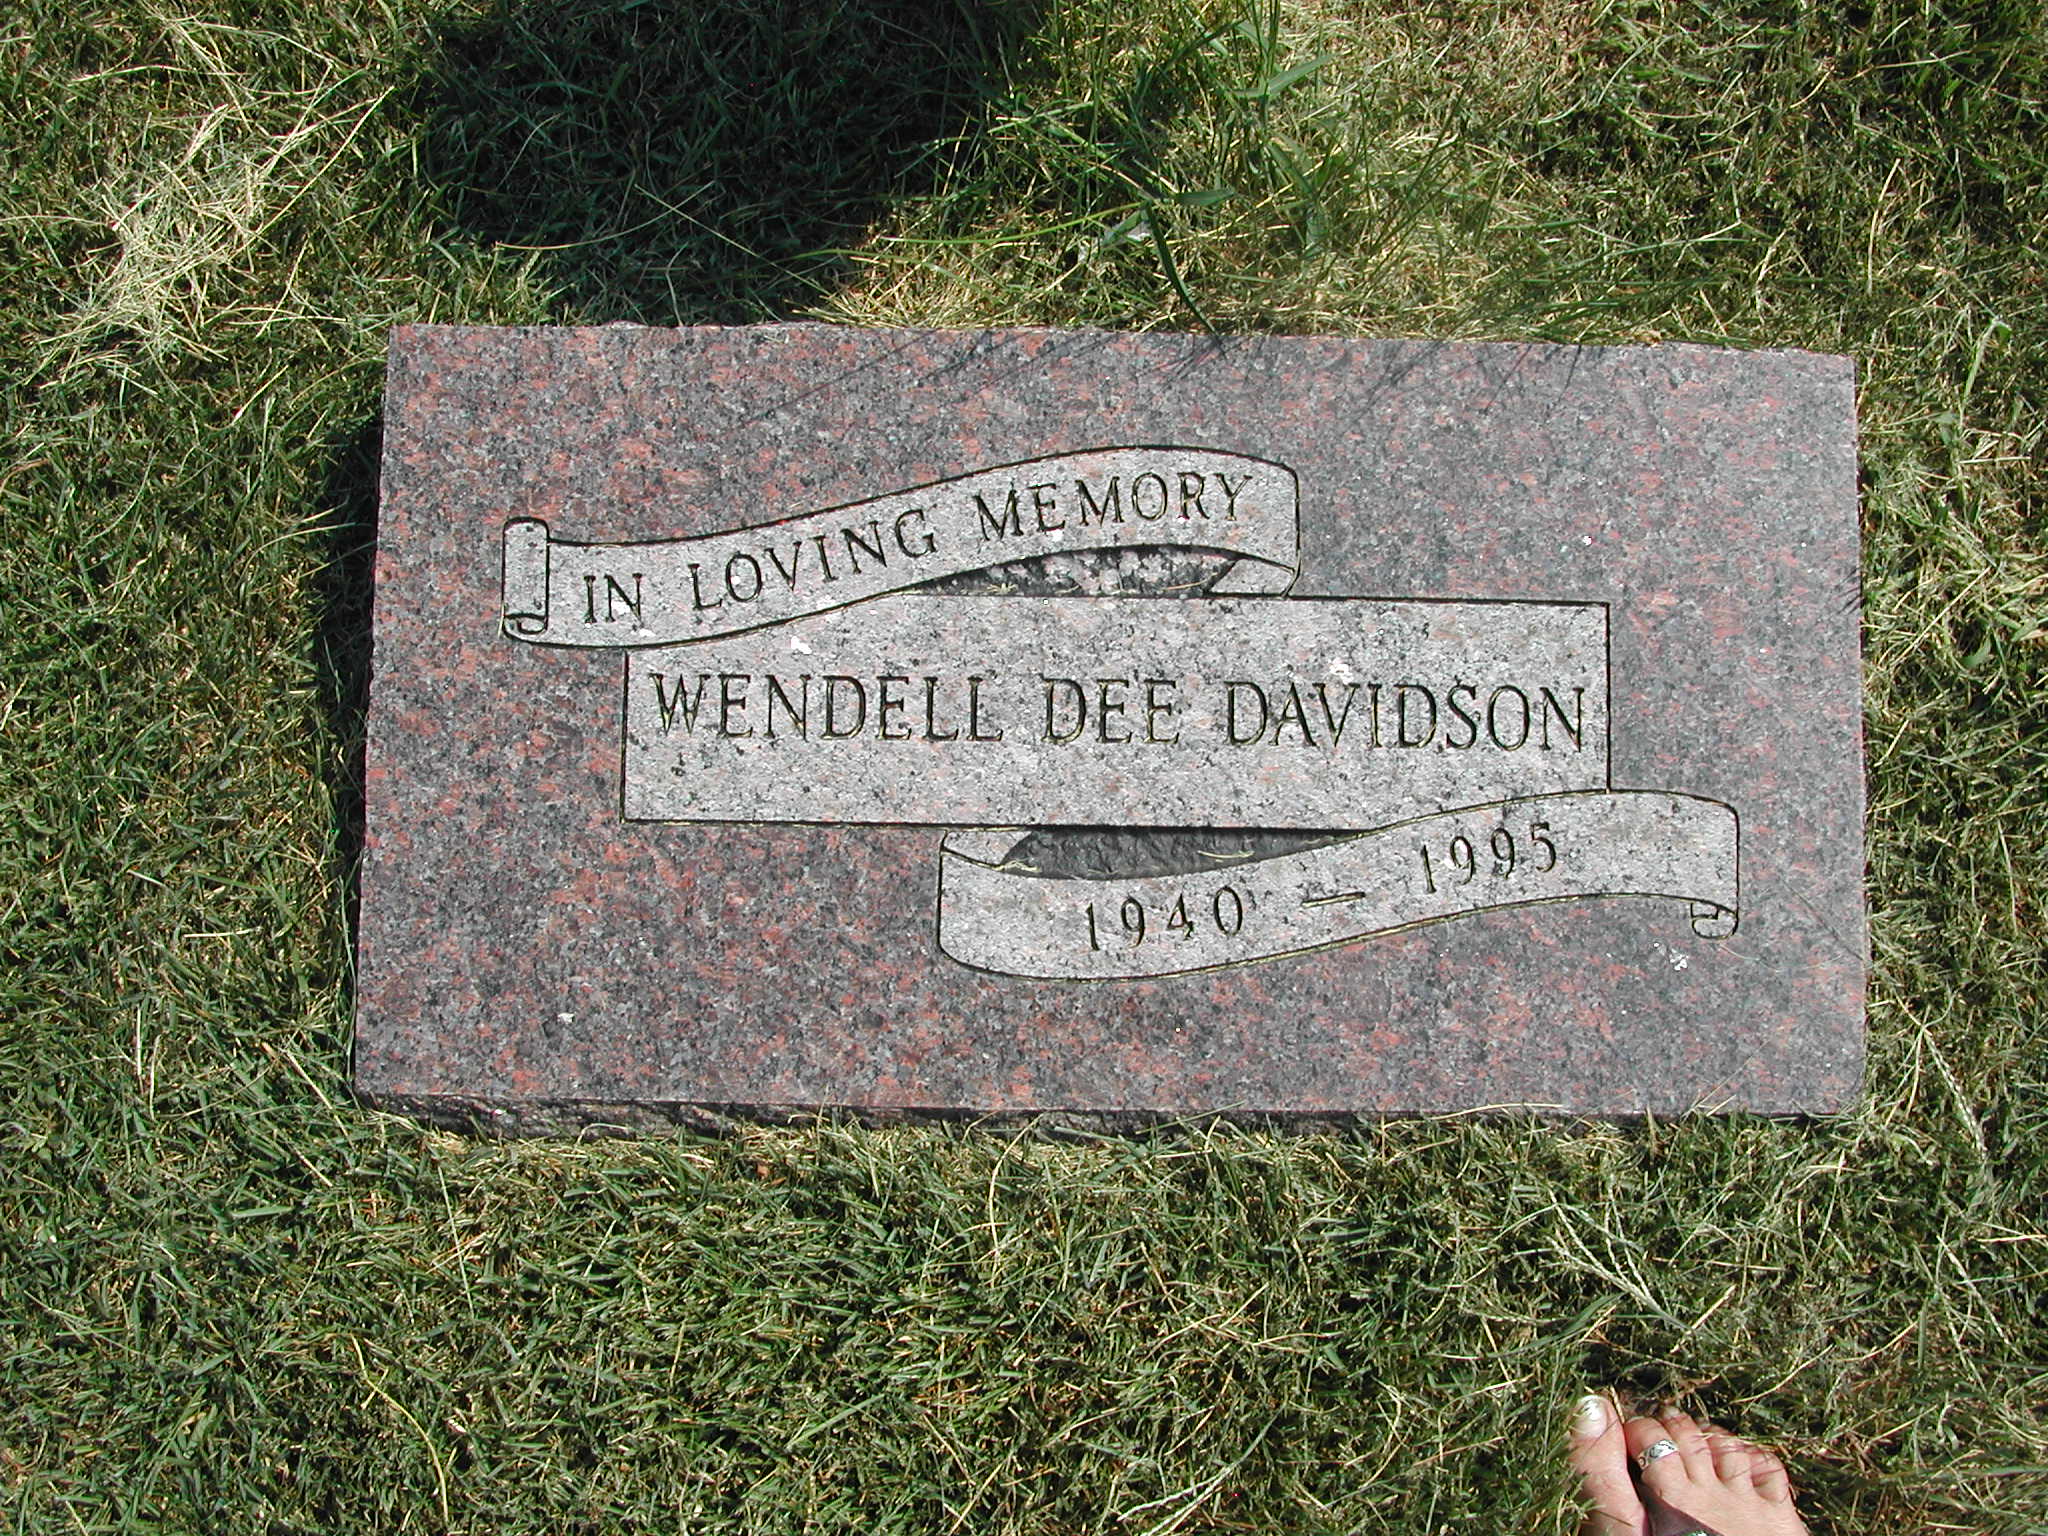 IN LOVING MEMORY
WENDELL DEE DAVIDSON
1940 — 1995